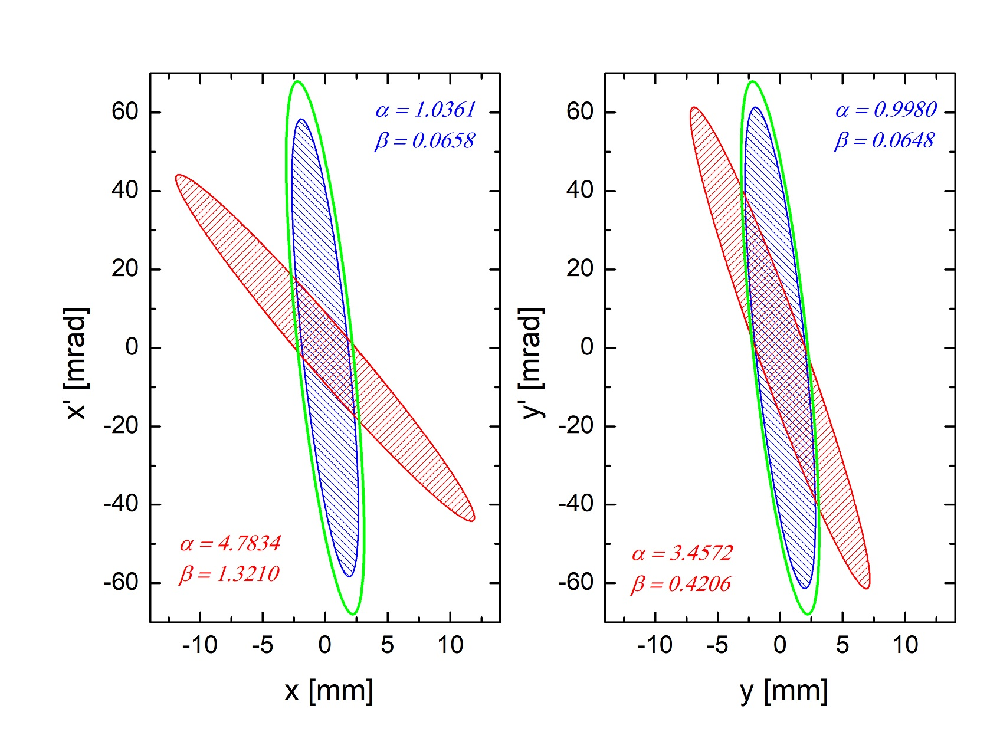 α = 1.0361
β = 0.0658
α = 4.7834
β = 1.3210
60
40
20
0
-20
-40
-60
x' [mrad]
-10 -5 0 5 10
x [mm]
α = 0.9980
β = 0.0648
α = 3.4572
β = 0.4206
60
40
20
0
-20
-40
-60
y' [mrad]
-10 -5 0 5 10
y [mm]